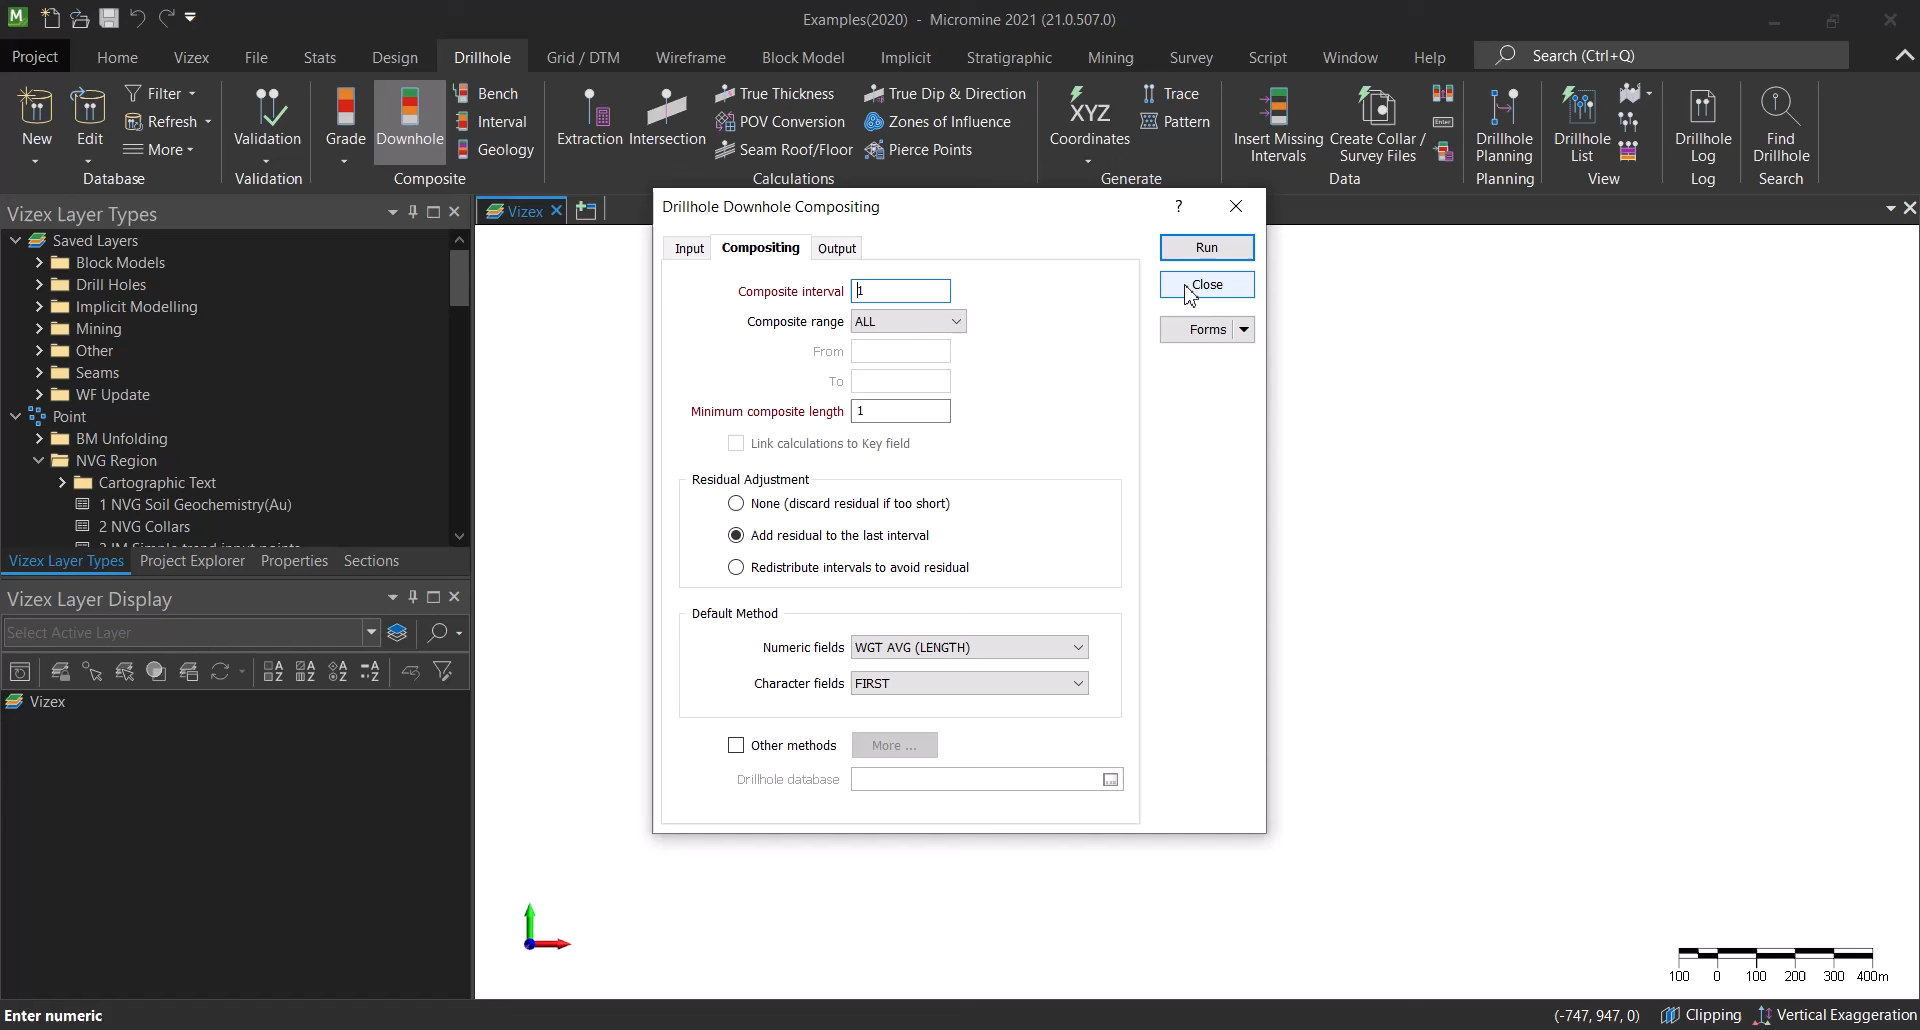 Examples(2020) - Micromine 2021 (21.0.507.0)
Project Home Vizex File Stats Design Drillhole Grid / DTM Wireframe Block Model Implicit Stratigraphic Mining Survey Script Window Help Search (Ctrl+Q)
New Edit Filter Refresh More Database
Validation Validation
Grade Downhole Bench Interval Geology Composite
Extraction Intersection True Thickness POV Conversion Seam Roof/Floor True Dip & Direction Zones of Influence Pierce Points Calculations
XYZ Coordinates Trace Pattern Generate
Insert Missing Intervals Create Collar / Survey Files Enter Data
Drillhole Planning Planning
Drillhole List View
Drillhole Log Log
Find Drillhole Search
Vizex Layer Types
Saved Layers
Block Models
Drill Holes
Implicit Modelling
Mining
Other
Seams
WF Update
Point
BM Unfolding
NVG Region
Cartographic Text
1 NVG Soil Geochemistry(Au)
2 NVG Collars
Vizex Layer Types Project Explorer Properties Sections
Vizex Layer Display
Select Active Layer
Vizex
Vizex
Drillhole Downhole Compositing ?
Input Compositing Output
Run
Close
Forms
Composite interval 1
Composite range ALL
From
To
Minimum composite length 1
Link calculations to Key field
Residual Adjustment
None (discard residual if too short)
Add residual to the last interval
Redistribute intervals to avoid residual
Default Method
Numeric fields WGT AVG (LENGTH)
Character fields FIRST
Other methods More ...
Drillhole database
100 0 100 200 300 400m
Enter numeric (-747, 947, 0) Clipping Vertical Exaggeration